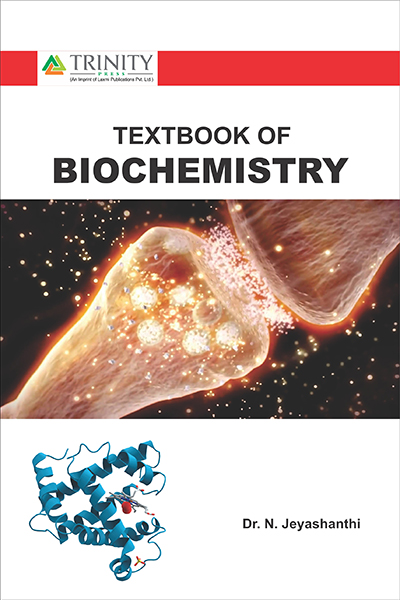 TRINITY
PRESS
(An Imprint of Laxmi Publications Pvt. Ltd.)
TEXTBOOK OF
BIOCHEMISTRY
Dr. N. Jeyashanthi